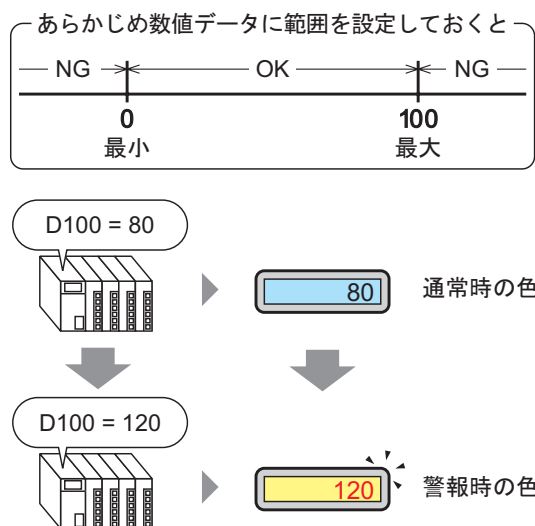 あらかじめ数値データに範囲を設定しておくと
NG OK NG
0 100
最小 最大
D100 = 80
80 通常時の色
D100 = 120
120 警報時の色